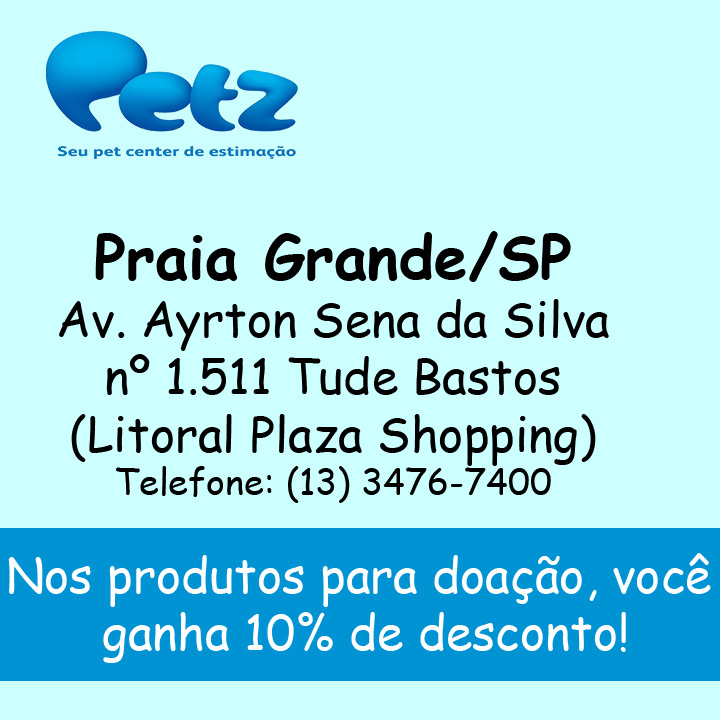 Petz
Seu pet center de estimação
Praia Grande/SP
Av. Ayrton Sena da Silva
nº 1.511 Tude Bastos
(Litoral Plaza Shopping)
Telefone: (13) 3476-7400
Nos produtos para doação, você
ganha 10% de desconto!